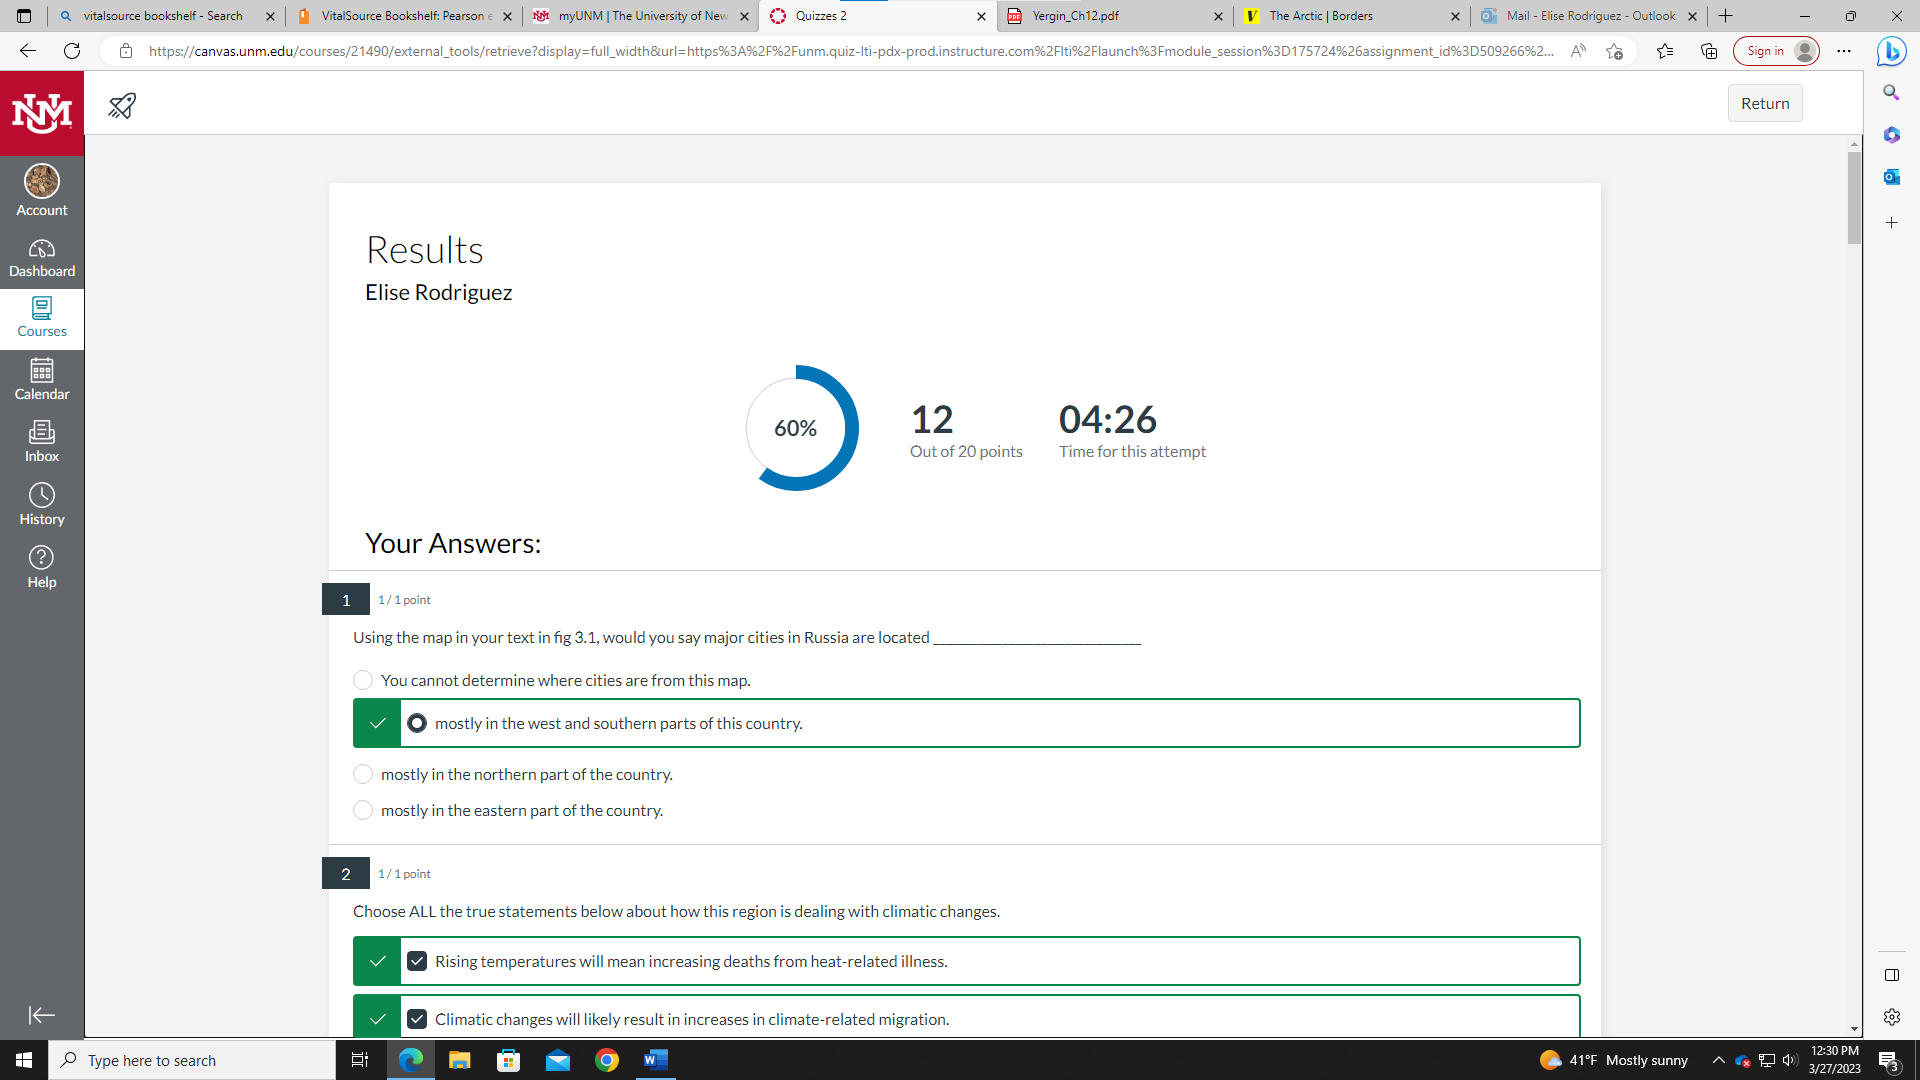 vitalsource bookshelf - Search
VitalSource Bookshelf: Pearson e
myUNM | The University of New
Quizzes 2
Yergin_Ch12.pdf
The Arctic | Borders
Mail - Elise Rodriguez - Outlook
https://canvas.unm.edu/courses/21490/external_tools/retrieve?display=full_width&url=https%3A%2F%2Funm.quiz-lti-pdx-prod.instructure.com%2Flti%2Flaunch%3Fmodule_session%3D175724%26assignment_id%3D509266%2...
Sign in
Return
Account
Dashboard
Courses
Calendar
Inbox
History
Help
Results
Elise Rodriguez
60%
12
Out of 20 points
04:26
Time for this attempt
Your Answers:
1
1 / 1 point
Using the map in your text in fig 3.1, would you say major cities in Russia are located ____________________________
You cannot determine where cities are from this map.
mostly in the west and southern parts of this country.
mostly in the northern part of the country.
mostly in the eastern part of the country.
2
1 / 1 point
Choose ALL the true statements below about how this region is dealing with climatic changes.
Rising temperatures will mean increasing deaths from heat-related illness.
Climatic changes will likely result in increases in climate-related migration.
Type here to search
41°F Mostly sunny
12:30 PM
3/27/2023
3